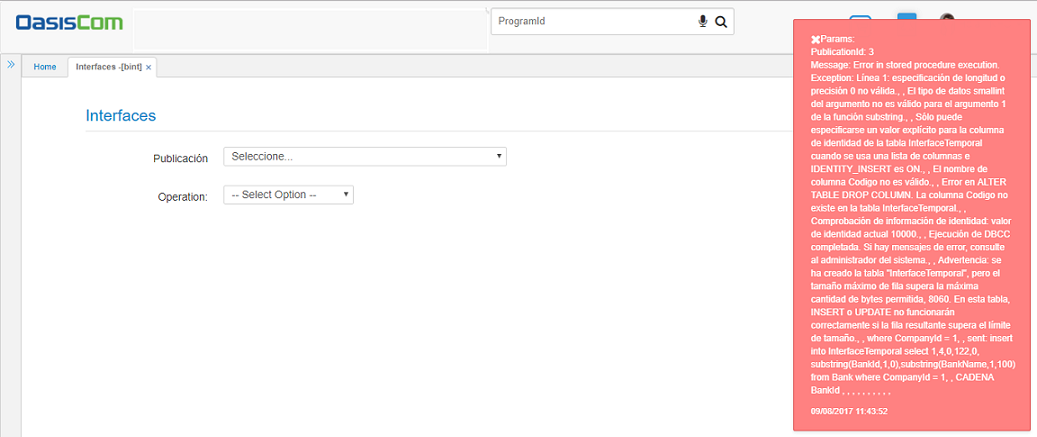 OasisCom
ProgramId
Home
Interfaces -[bint] ×
Interfaces
Publicación
Seleccione...
Operation:
-- Select Option --
Params:
PublicationId: 3
Message: Error in stored procedure execution.
Exception: Línea 1: especificación de longitud o
precisión 0 no válida., , El tipo de datos smallint
del argumento no es válido para el argumento 1
de la función substring., , Sólo puede
especificarse un valor explícito para la columna
de identidad de la tabla InterfaceTemporal
cuando se usa una lista de columnas e
IDENTITY_INSERT es ON., , El nombre de
columna Codigo no es válido., , Error en ALTER
TABLE DROP COLUMN. La columna Codigo no
existe en la tabla InterfaceTemporal., ,
Comprobación de información de identidad: valor
de identidad actual 10000., , Ejecución de DBCC
completada. Si hay mensajes de error, consulte
al administrador del sistema., , Advertencia: se
ha creado la tabla "InterfaceTemporal", pero el
tamaño máximo de fila supera la máxima
cantidad de bytes permitida, 8060. En esta tabla,
INSERT o UPDATE no funcionarán
correctamente si la fila resultante supera el límite
de tamaño., , where CompanyId = 1, , sent: insert
into InterfaceTemporal select 1,4,0,122,0,
substring(BankId,1,0),substring(BankName,1,100)
from Bank where CompanyId = 1, , CADENA
BankId , , , , , , , , , ,
09/08/2017 11:43:52